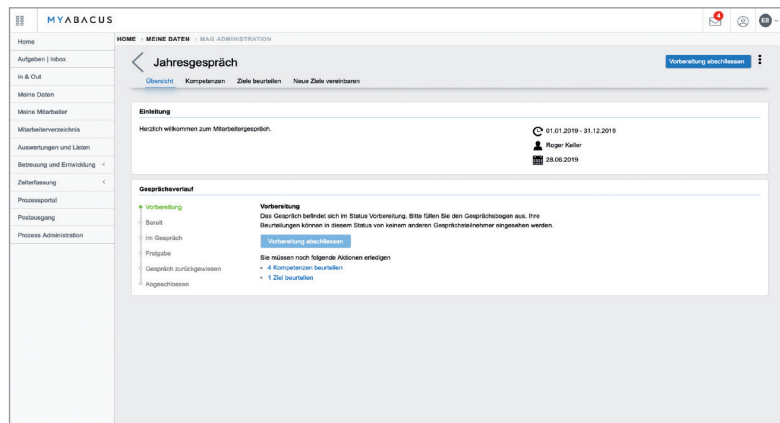 MYABACUS
4
EB
Home
Aufgaben | Inbox
In & Out
Meine Daten
Meine Mitarbeiter
Mitarbeiterverzeichnis
Auswertungen und Listen
Betreuung und Entwicklung
Zeiterfassung
Prozessportal
Postausgang
Prozess Administration
HOME > MEINE DATEN > MAG ADMINISTRATION
Jahresgespräch
Vorbereitung abschliessen
Übersicht Kompetenzen Ziele beurteilen Neue Ziele vereinbaren
Einleitung
Herzlich willkommen zum Mitarbeitergespräch.
01.01.2019 - 31.12.2019
Roger Keller
28.06.2019
Gesprächsverlauf
Vorbereitung
Bereit
Im Gespräch
Freigabe
Gespräch zurückgewiesen
Abgeschlossen
Vorbereitung
Das Gespräch befindet sich im Status Vorbereitung. Bitte füllen Sie den Gesprächsbogen aus. Ihre
Beurteilungen können in diesem Status von keinem anderen Gesprächsteilnehmer eingesehen werden.
Vorbereitung abschliessen
Sie müssen noch folgende Aktionen erledigen
• 4 Kompetenzen beurteilen
• 1 Ziel beurteilen